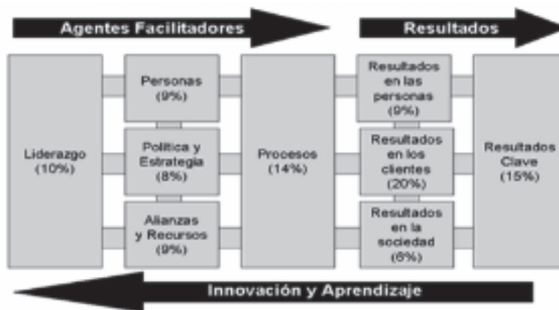 Agentes Facilitadores
Resultados
Liderazgo
(10%)
Personas
(9%)
Política y
Estrategia
(8%)
Alianzas
y Recursos
(9%)
Procesos
(14%)
Resultados
en las
personas
(9%)
Resultados
en los
clientes
(20%)
Resultados
en la
sociedad
(6%)
Resultados
Clave
(15%)
Innovación y Aprendizaje